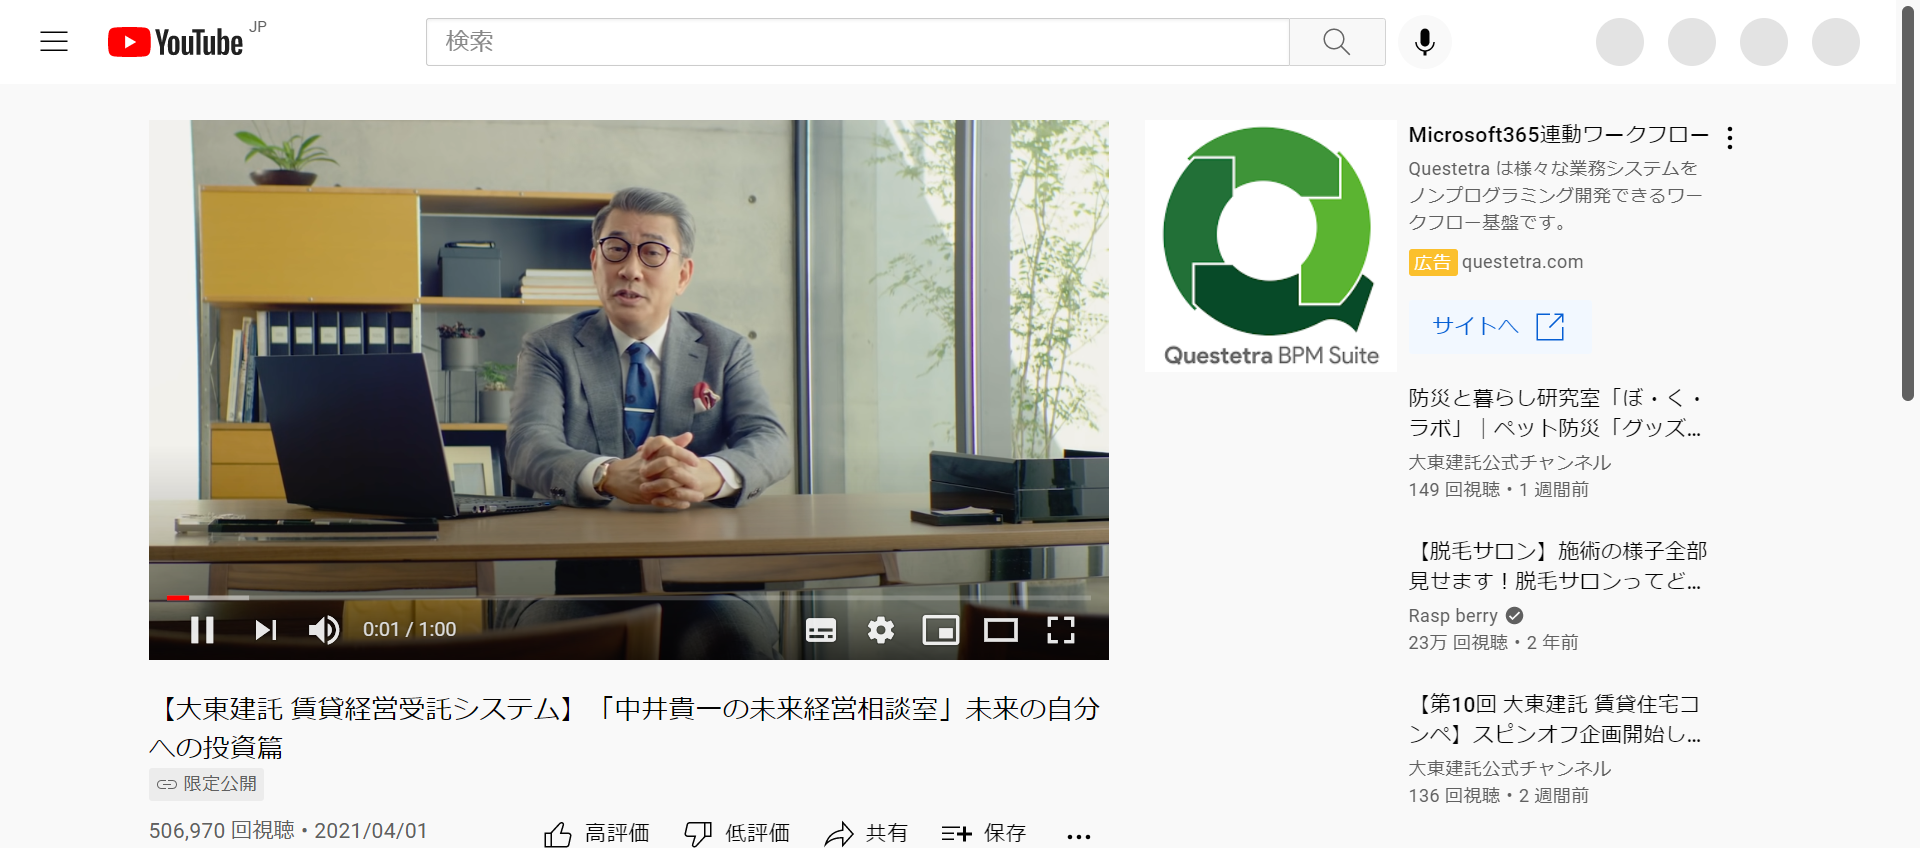 YouTube JP
検索
0:01 / 1:00
【大東建託 賃貸経営受託システム】「中井貴一の未来経営相談室」未来の自分
への投資篇
限定公開
506,970 回視聴・2021/04/01
高評価
低評価
共有
保存
Questetra BPM Suite
Microsoft365連動ワークフロー
Questetra は様々な業務システムを
ノンプログラミング開発できるワー
クフロー基盤です。
広告 questetra.com
サイトへ
防災と暮らし研究室「ぼ・く・
ラボ」｜ペット防災「グッズ...
大東建託公式チャンネル
149 回視聴・1 週間前
【脱毛サロン】施術の様子全部
見せます！脱毛サロンってど...
Rasp berry
23万 回視聴・2 年前
【第10回 大東建託 賃貸住宅コ
ンペ】スピンオフ企画開始し...
大東建託公式チャンネル
136 回視聴・2 週間前